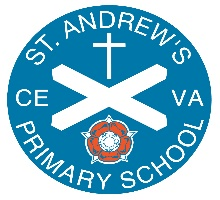 ST. ANDREW'S
CE VA
PRIMARY SCHOOL